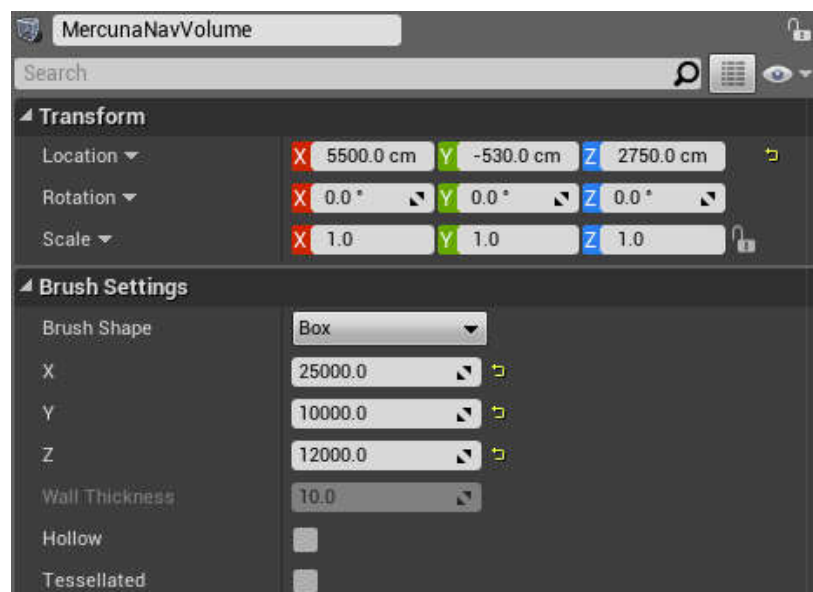 MercunaNavVolume
Search
Transform
Location X 5500.0 cm Y -530.0 cm Z 2750.0 cm
Rotation X 0.0 ° Y 0.0 ° Z 0.0 °
Scale X 1.0 Y 1.0 Z 1.0
Brush Settings
Brush Shape Box
X 25000.0
Y 10000.0
Z 12000.0
Wall Thickness 10.0
Hollow
Tessellated